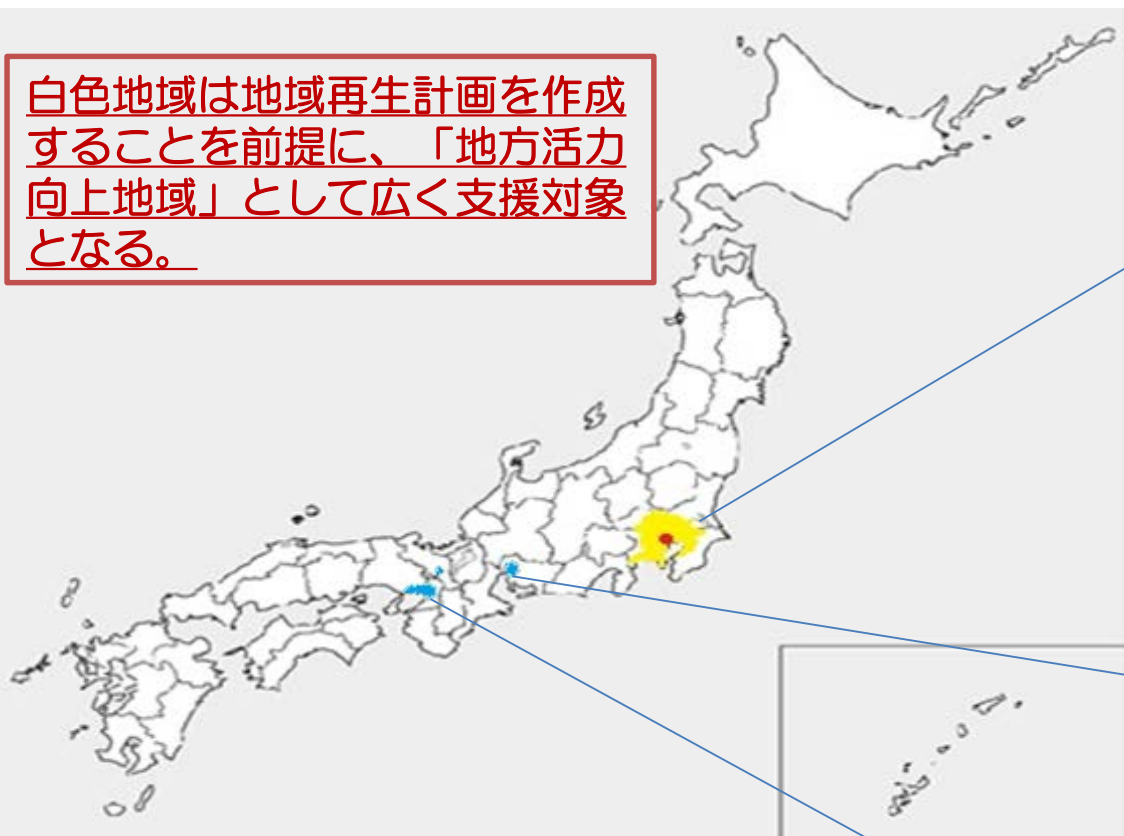 白色地域は地域再生計画を作成
することを前提に、「地方活力
向上地域」として広く支援対象
となる。